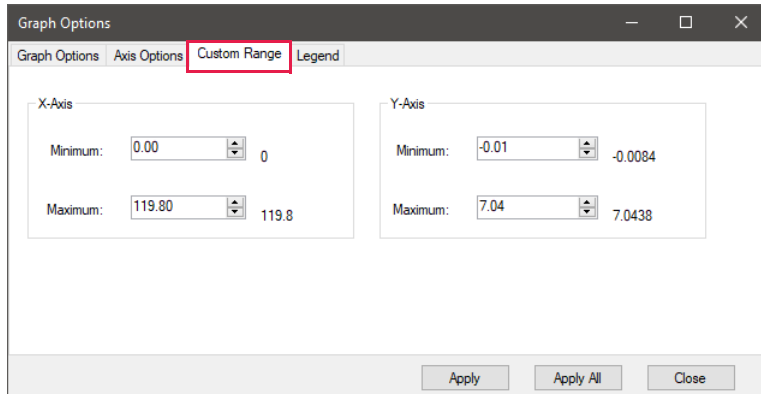 Graph Options
Graph Options Axis Options Custom Range Legend
X-Axis Y-Axis
Minimum: 0.00 0 Minimum: -0.01 -0.0084
Maximum: 119.80 119.8 Maximum: 7.04 7.0438
Apply Apply All Close